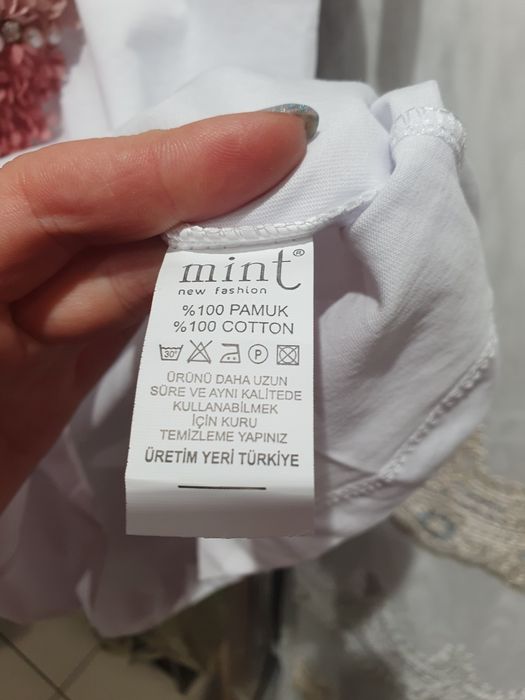 mint®
new fashion
%100 PAMUK
%100 COTTON
30° P
ÜRÜNÜ DAHA UZUN
SÜRE VE AYNI KALİTEDE
KULLANABİLMEK
İÇİN KURU
TEMİZLEME YAPINIZ
ÜRETİM YERİ TÜRKİYE